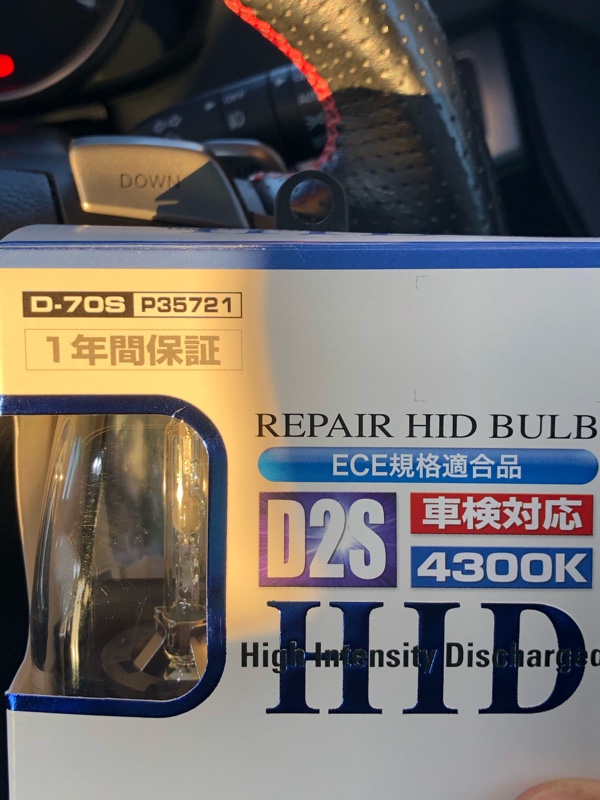 OFF
DOWN
D-70S P35721
1年間保証
REPAIR HID BULB
ECE規格適合品
D2S
車検対応
4300K
HID
High Intensity Discharged